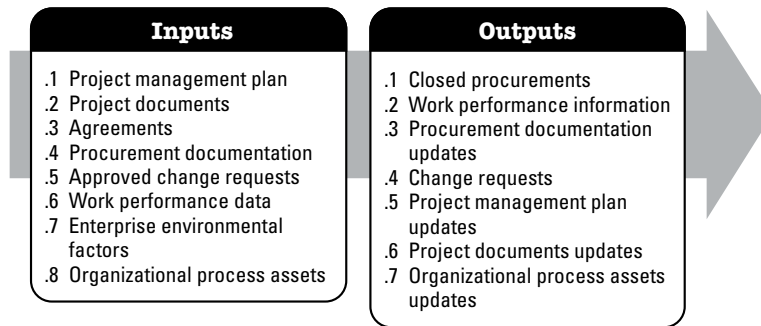 Inputs
.1 Project management plan
.2 Project documents
.3 Agreements
.4 Procurement documentation
.5 Approved change requests
.6 Work performance data
.7 Enterprise environmental
factors
.8 Organizational process assets
Outputs
.1 Closed procurements
.2 Work performance information
.3 Procurement documentation
updates
.4 Change requests
.5 Project management plan
updates
.6 Project documents updates
.7 Organizational process assets
updates